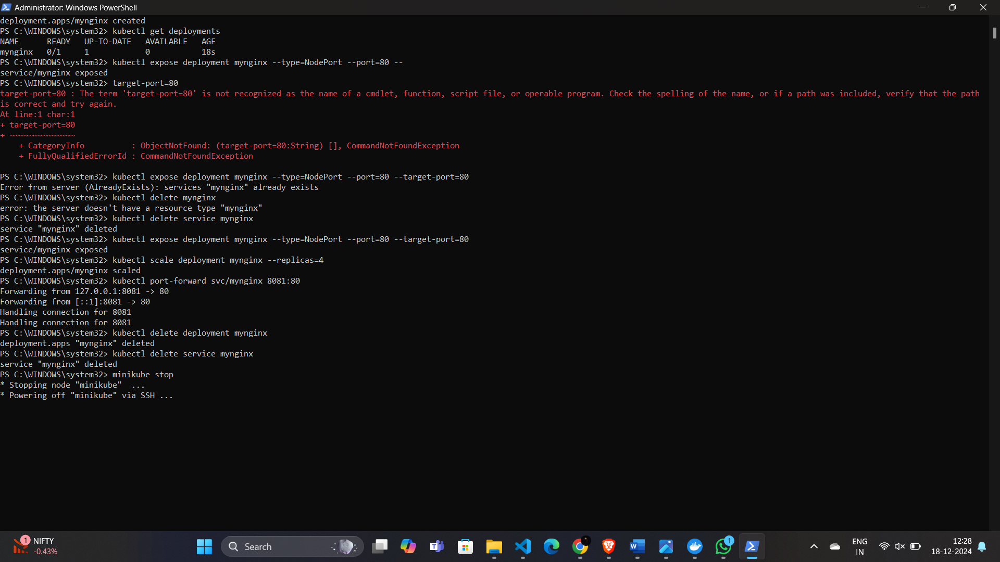 Administrator: Windows PowerShell
deployment.apps/mynginx created
PS C:\WINDOWS\system32> kubectl get deployments
NAME      READY   UP-TO-DATE   AVAILABLE   AGE
mynginx   0/1     1            0           18s
PS C:\WINDOWS\system32> kubectl expose deployment mynginx --type=NodePort --port=80 --
service/mynginx exposed
PS C:\WINDOWS\system32> target-port=80
target-port=80 : The term 'target-port=80' is not recognized as the name of a cmdlet, function, script file, or operable program. Check the spelling of the name, or if a path was included, verify that the path
is correct and try again.
At line:1 char:1
+ target-port=80
+ ~~~~~~~~~~~~~~
    + CategoryInfo          : ObjectNotFound: (target-port=80:String) [], CommandNotFoundException
    + FullyQualifiedErrorId : CommandNotFoundException
PS C:\WINDOWS\system32> kubectl expose deployment mynginx --type=NodePort --port=80 --target-port=80
Error from server (AlreadyExists): services "mynginx" already exists
PS C:\WINDOWS\system32> kubectl delete mynginx
error: the server doesn't have a resource type "mynginx"
PS C:\WINDOWS\system32> kubectl delete service mynginx
service "mynginx" deleted
PS C:\WINDOWS\system32> kubectl expose deployment mynginx --type=NodePort --port=80 --target-port=80
service/mynginx exposed
PS C:\WINDOWS\system32> kubectl scale deployment mynginx --replicas=4
deployment.apps/mynginx scaled
PS C:\WINDOWS\system32> kubectl port-forward svc/mynginx 8081:80
Forwarding from 127.0.0.1:8081 -> 80
Forwarding from [::1]:8081 -> 80
Handling connection for 8081
Handling connection for 8081
PS C:\WINDOWS\system32> kubectl delete deployment mynginx
deployment.apps "mynginx" deleted
PS C:\WINDOWS\system32> kubectl delete service mynginx
service "mynginx" deleted
PS C:\WINDOWS\system32> minikube stop
* Stopping node "minikube"  ...
* Powering off "minikube" via SSH ...
1
NIFTY
-0.43%
Search
1
ENG
IN
12:28
18-12-2024